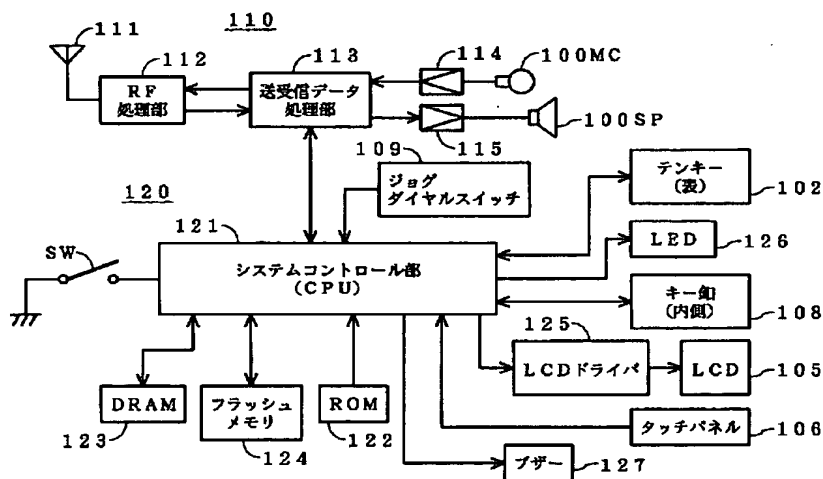 111
110
112
113
114
100MC
RF
処理部
送受信データ
処理部
115
100SP
109
ジョグ
ダイヤルスイッチ
テンキー
(表)
102
120
121
LED
126
SW
システムコントロール部
(CPU)
キー釦
(内側)
108
125
LCDドライバ
LCD
105
DRAM
123
フラッシュ
メモリ
124
ROM
122
タッチパネル
106
ブザー
127